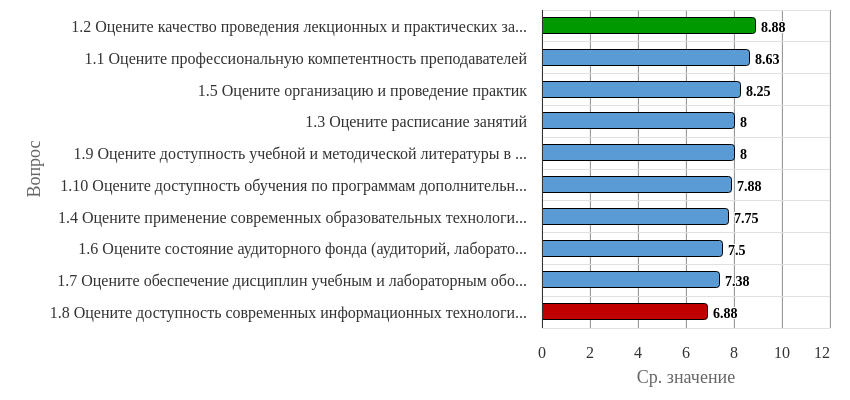 1.2 Оцените качество проведения лекционных и практических за... 8.88
1.1 Оцените профессиональную компетентность преподавателей 8.63
1.5 Оцените организацию и проведение практик 8.25
1.3 Оцените расписание занятий 8
1.9 Оцените доступность учебной и методической литературы в ... 8
1.10 Оцените доступность обучения по программам дополнительн... 7.88
1.4 Оцените применение современных образовательных технологи... 7.75
1.6 Оцените состояние аудиторного фонда (аудиторий, лаборато... 7.5
1.7 Оцените обеспечение дисциплин учебным и лабораторным обо... 7.38
1.8 Оцените доступность современных информационных технологи... 6.88
Вопрос
0 2 4 6 8 10 12
Ср. значение